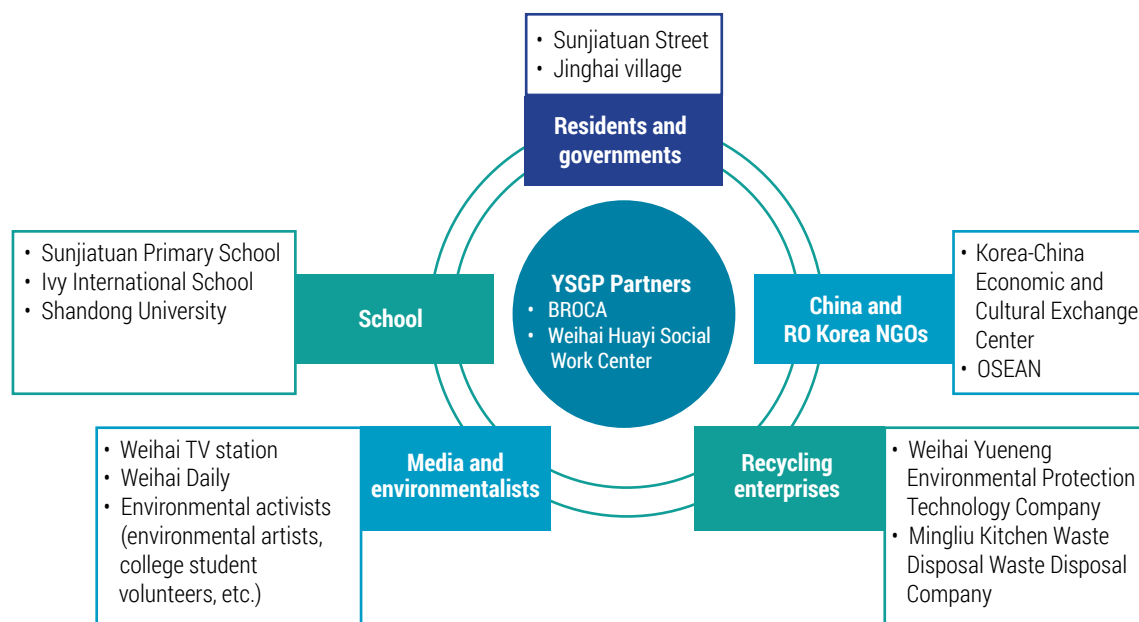 • Sunjiatuan Street
• Jinghai village
Residents and
governments
• Sunjiatuan Primary School
• Ivy International School
• Shandong University
School
YSGP Partners
• BROCA
• Weihai Huayi Social
Work Center
China and
RO Korea NGOs
• Korea-China
Economic and
Cultural Exchange
Center
• OSEAN
• Weihai TV station
• Weihai Daily
• Environmental activists
(environmental artists,
college student
volunteers, etc.)
Media and
environmentalists
Recycling
enterprises
• Weihai Yueneng
Environmental Protection
Technology Company
• Mingliu Kitchen Waste
Disposal Waste Disposal
Company